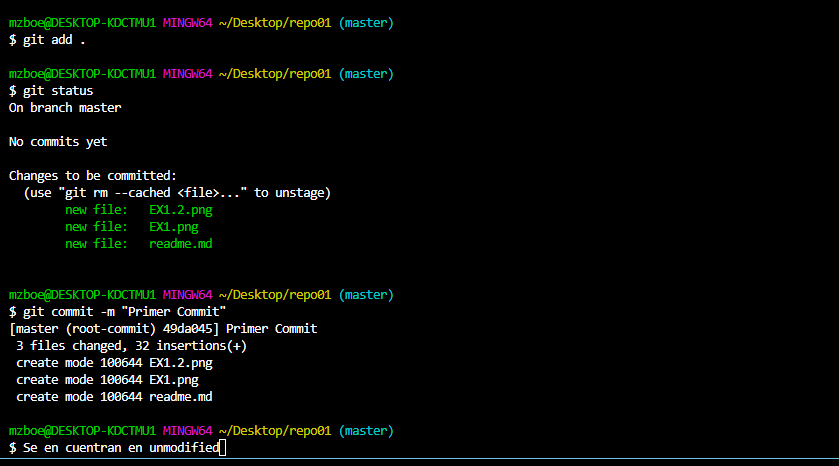 mzboe@DESKTOP-KDCTMU1 MINGW64 ~/Desktop/repo01 (master)
$ git add .
mzboe@DESKTOP-KDCTMU1 MINGW64 ~/Desktop/repo01 (master)
$ git status
On branch master
No commits yet
Changes to be committed:
  (use "git rm --cached <file>..." to unstage)
        new file:   EX1.2.png
        new file:   EX1.png
        new file:   readme.md
mzboe@DESKTOP-KDCTMU1 MINGW64 ~/Desktop/repo01 (master)
$ git commit -m "Primer Commit"
[master (root-commit) 49da045] Primer Commit
 3 files changed, 32 insertions(+)
 create mode 100644 EX1.2.png
 create mode 100644 EX1.png
 create mode 100644 readme.md
mzboe@DESKTOP-KDCTMU1 MINGW64 ~/Desktop/repo01 (master)
$ Se en cuentran en unmodified